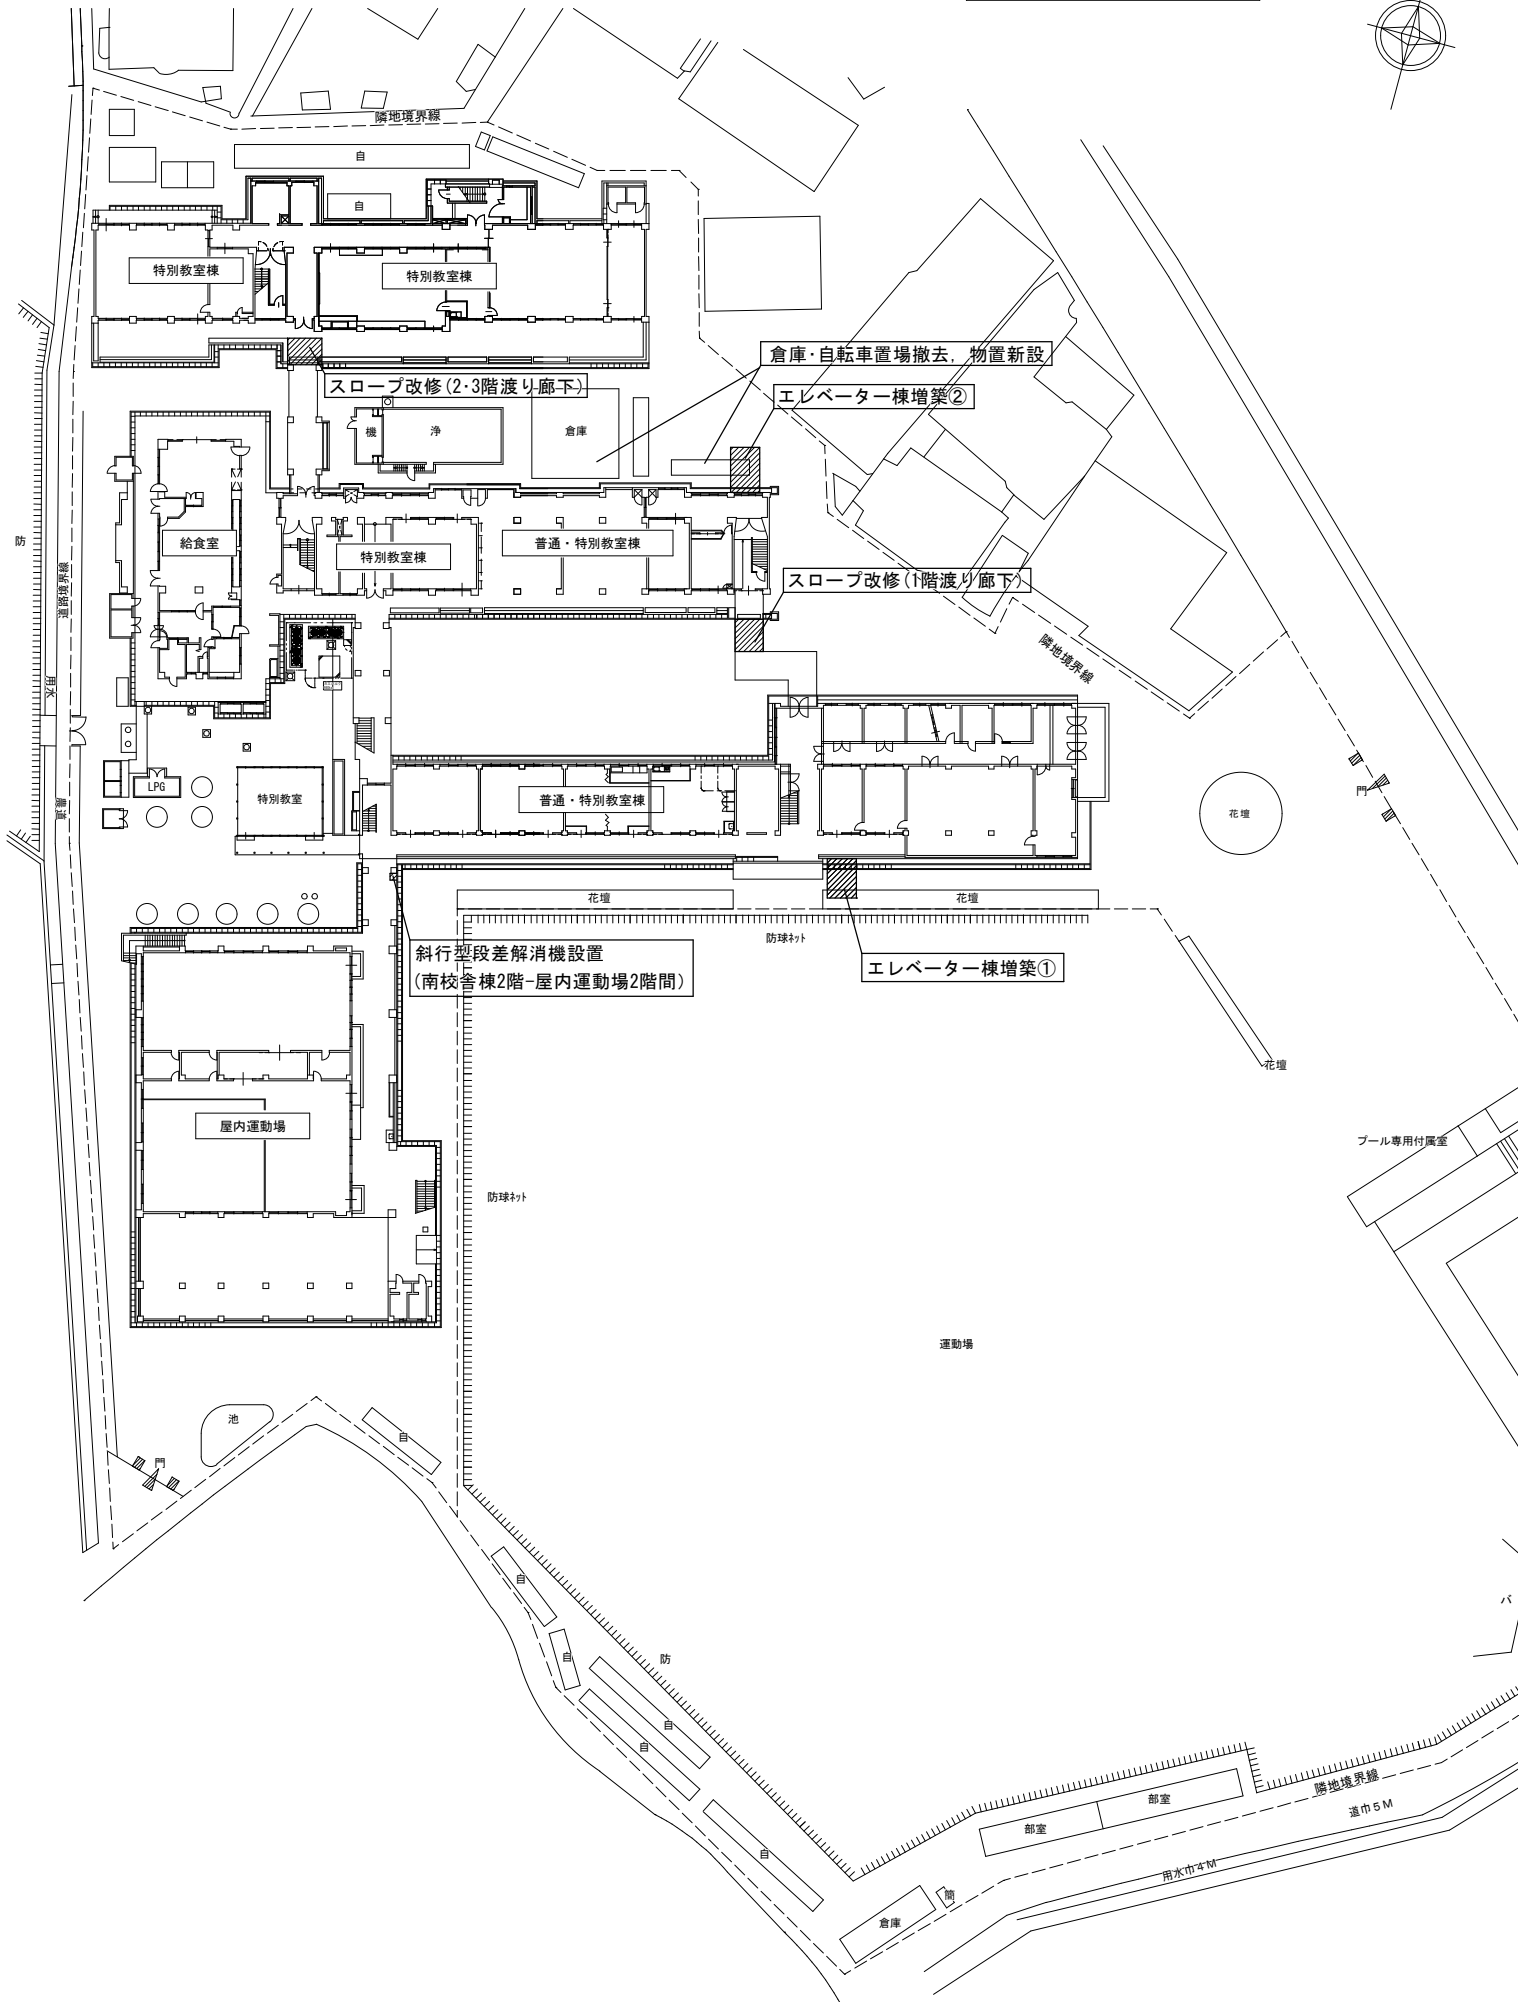 隣地境界線
自
自
特別教室棟
特別教室棟
倉庫・自転車置場撤去，物置新設
スロープ改修(2・3階渡り廊下)
エレベーター棟増築②
機
浄
倉庫
防
給食室
特別教室棟
普通・特別教室棟
道路境界線
スロープ改修(1階渡り廊下)
隣地境界線
用水
LPG
特別教室
普通・特別教室棟
農道
門
花壇
花壇
花壇
防球ネット
斜行型段差解消機設置
(南校舎棟2階-屋内運動場2階間)
エレベーター棟増築①
花壇
屋内運動場
プール専用付属室
防球ネット
運動場
池
自
門
自
バ
自
防
自
自
隣地境界線
部室
部室
道巾5M
自
用水巾4M
簡
倉庫